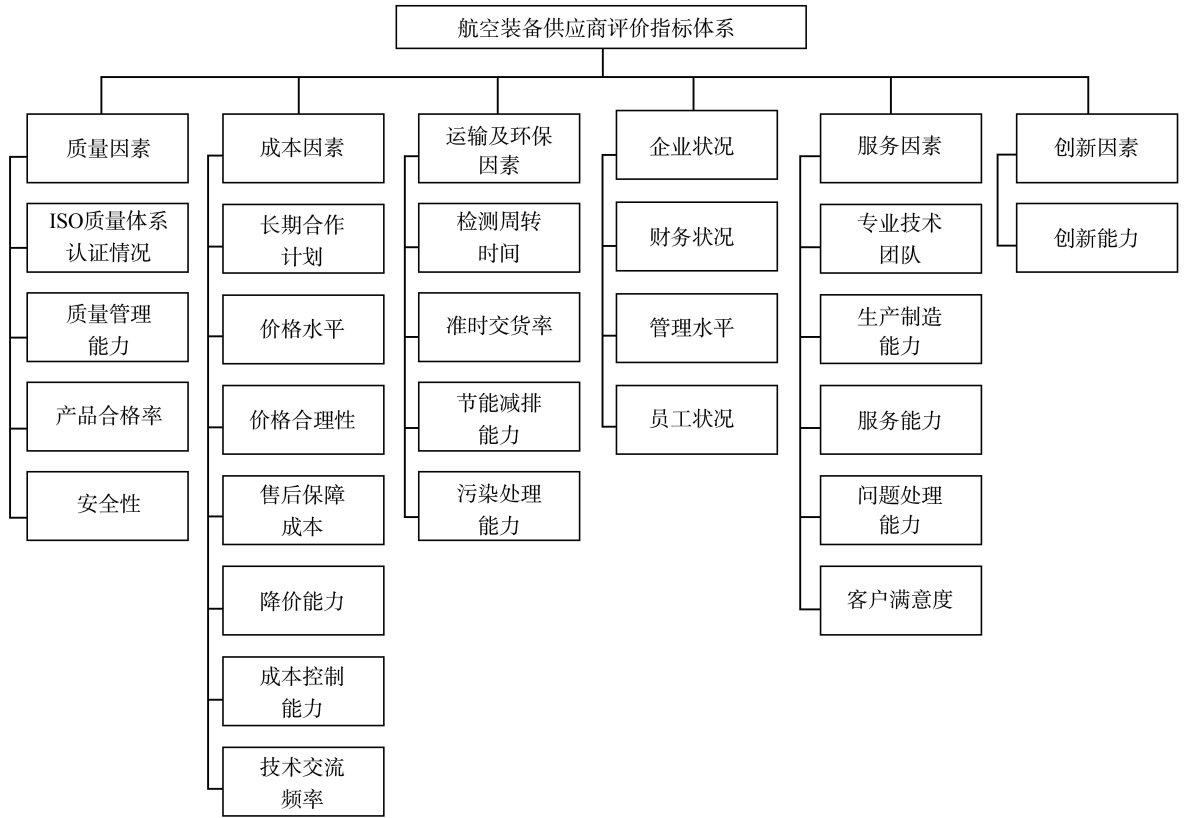 航空装备供应商评价指标体系
质量因素
ISO质量体系
认证情况
质量管理
能力
产品合格率
安全性
成本因素
长期合作
计划
价格水平
价格合理性
售后保障
成本
降价能力
成本控制
能力
技术交流
频率
运输及环保
因素
检测周转
时间
准时交货率
节能减排
能力
污染处理
能力
企业状况
财务状况
管理水平
员工状况
服务因素
专业技术
团队
生产制造
能力
服务能力
问题处理
能力
客户满意度
创新因素
创新能力